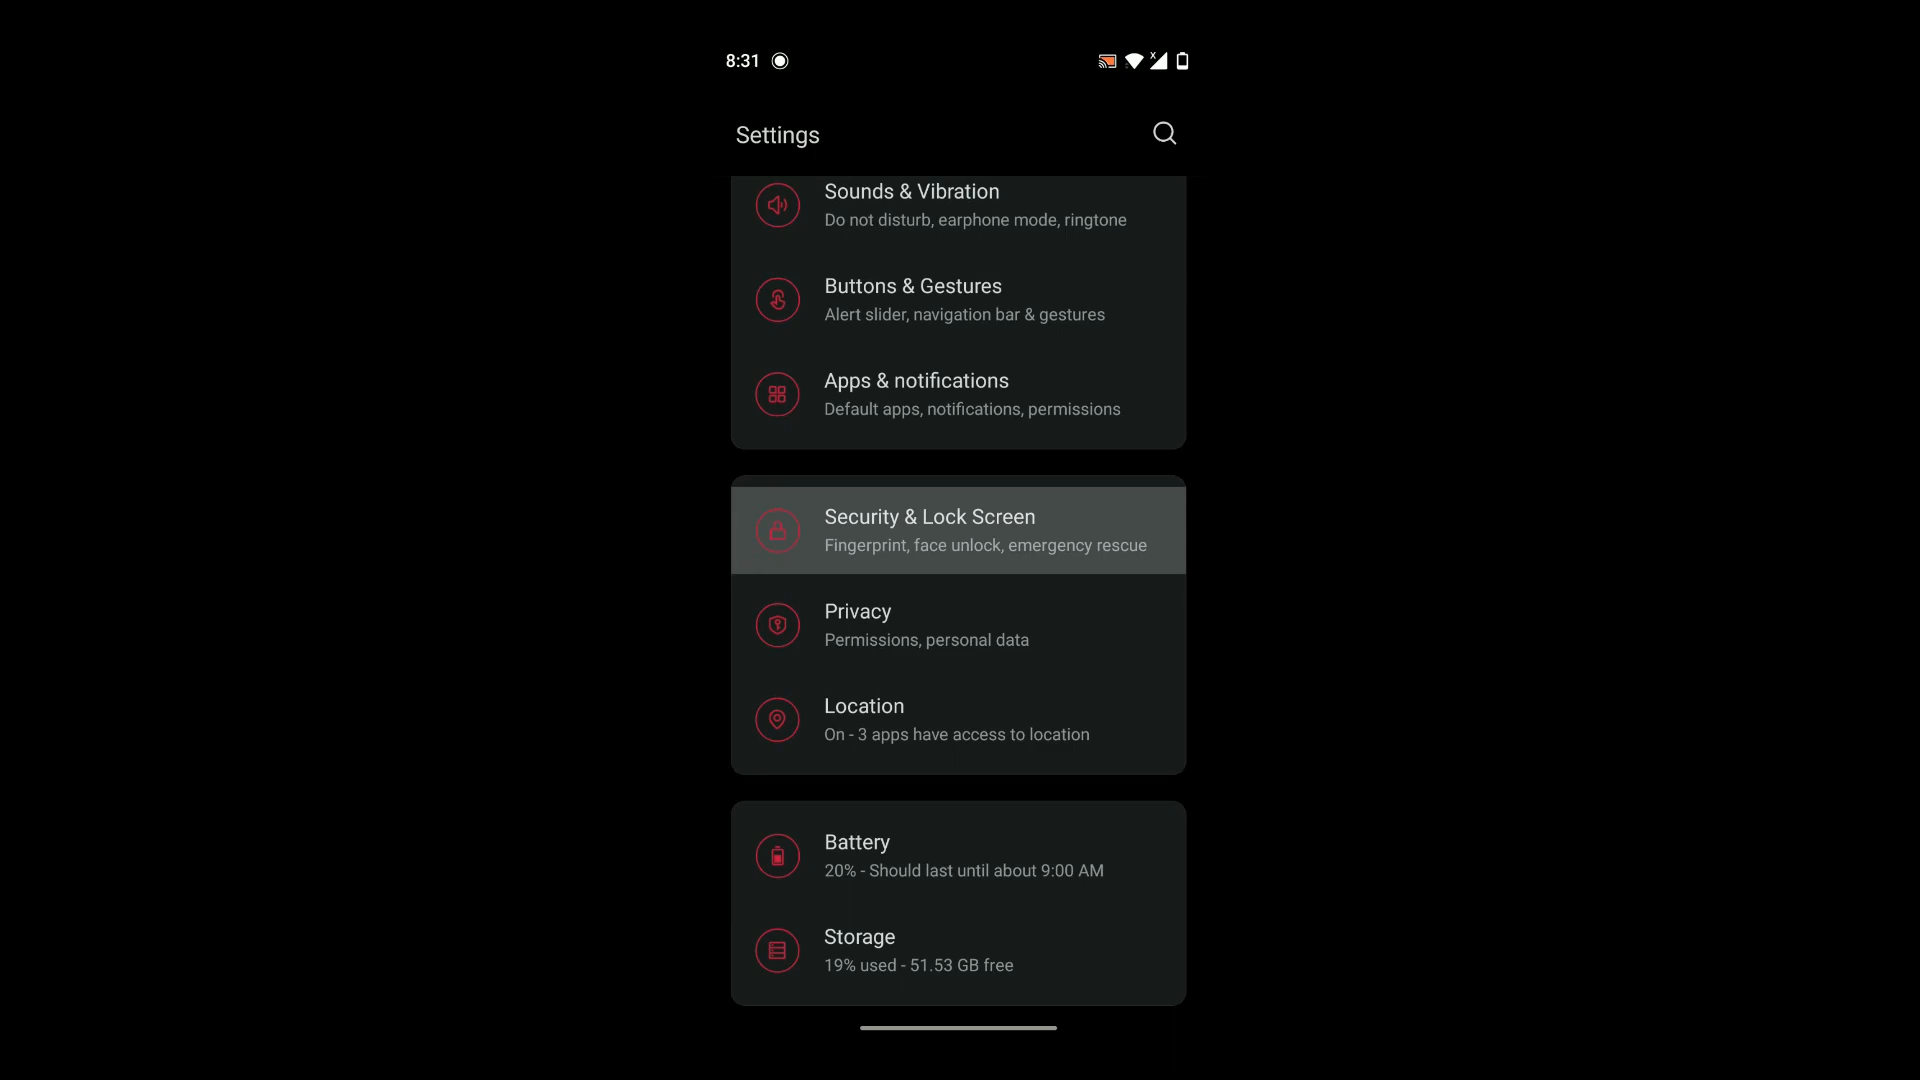 8:31
Settings
Sounds & Vibration
Do not disturb, earphone mode, ringtone
Buttons & Gestures
Alert slider, navigation bar & gestures
Apps & notifications
Default apps, notifications, permissions
Security & Lock Screen
Fingerprint, face unlock, emergency rescue
Privacy
Permissions, personal data
Location
On - 3 apps have access to location
Battery
20% - Should last until about 9:00 AM
Storage
19% used - 51.53 GB free